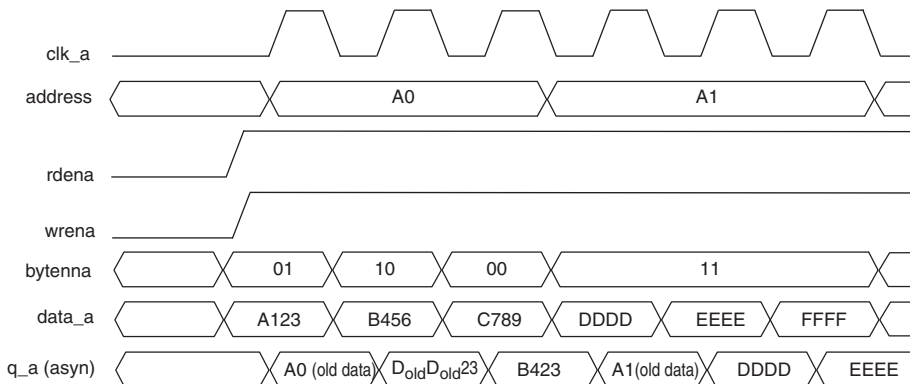 clk_a
address A0 A1
rdena
wrena
bytenna 01 10 00 11
data_a A123 B456 C789 DDDD EEEE FFFF
q_a (asyn) A0 (old data) DoldDold23 B423 A1(old data) DDDD EEEE